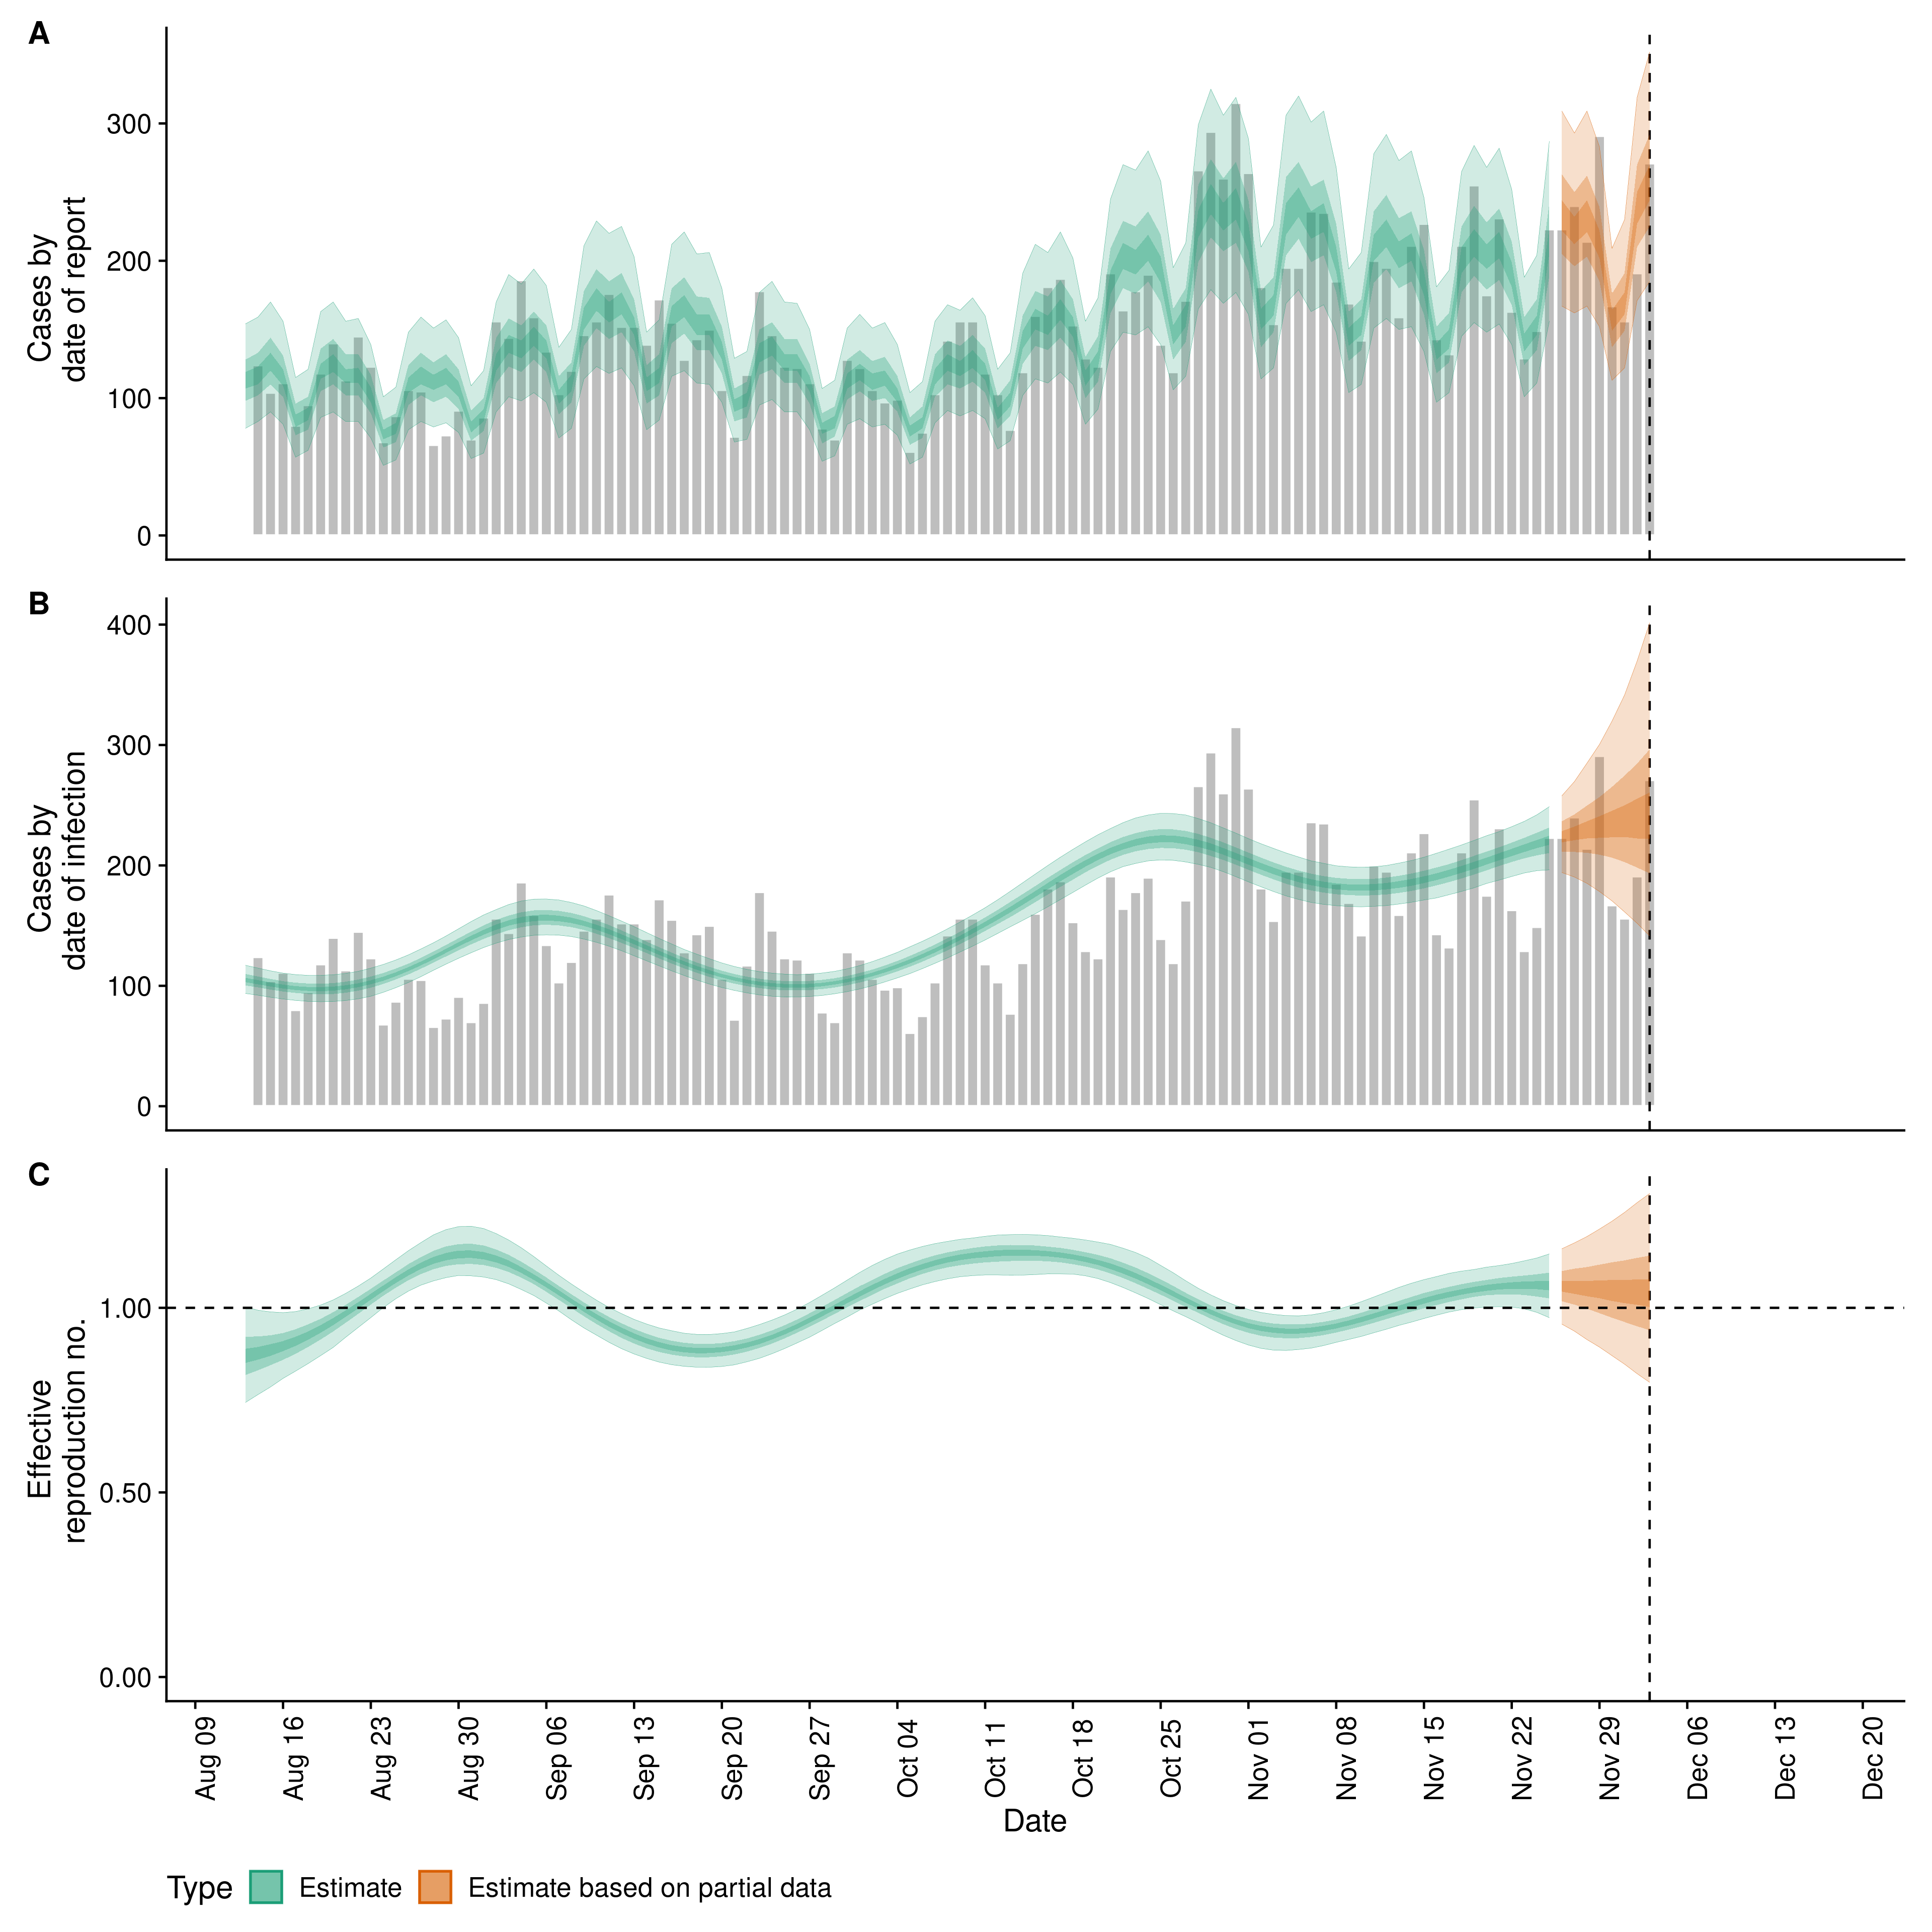 A
Cases by
date of report
300
200
100
0
B
Cases by
date of infection
400
300
200
100
0
C
Effective
reproduction no.
1.00
0.50
0.00
Aug 09
Aug 16
Aug 23
Aug 30
Sep 06
Sep 13
Sep 20
Sep 27
Oct 04
Oct 11
Oct 18
Oct 25
Nov 01
Nov 08
Nov 15
Nov 22
Nov 29
Dec 06
Dec 13
Dec 20
Date
Type Estimate Estimate based on partial data